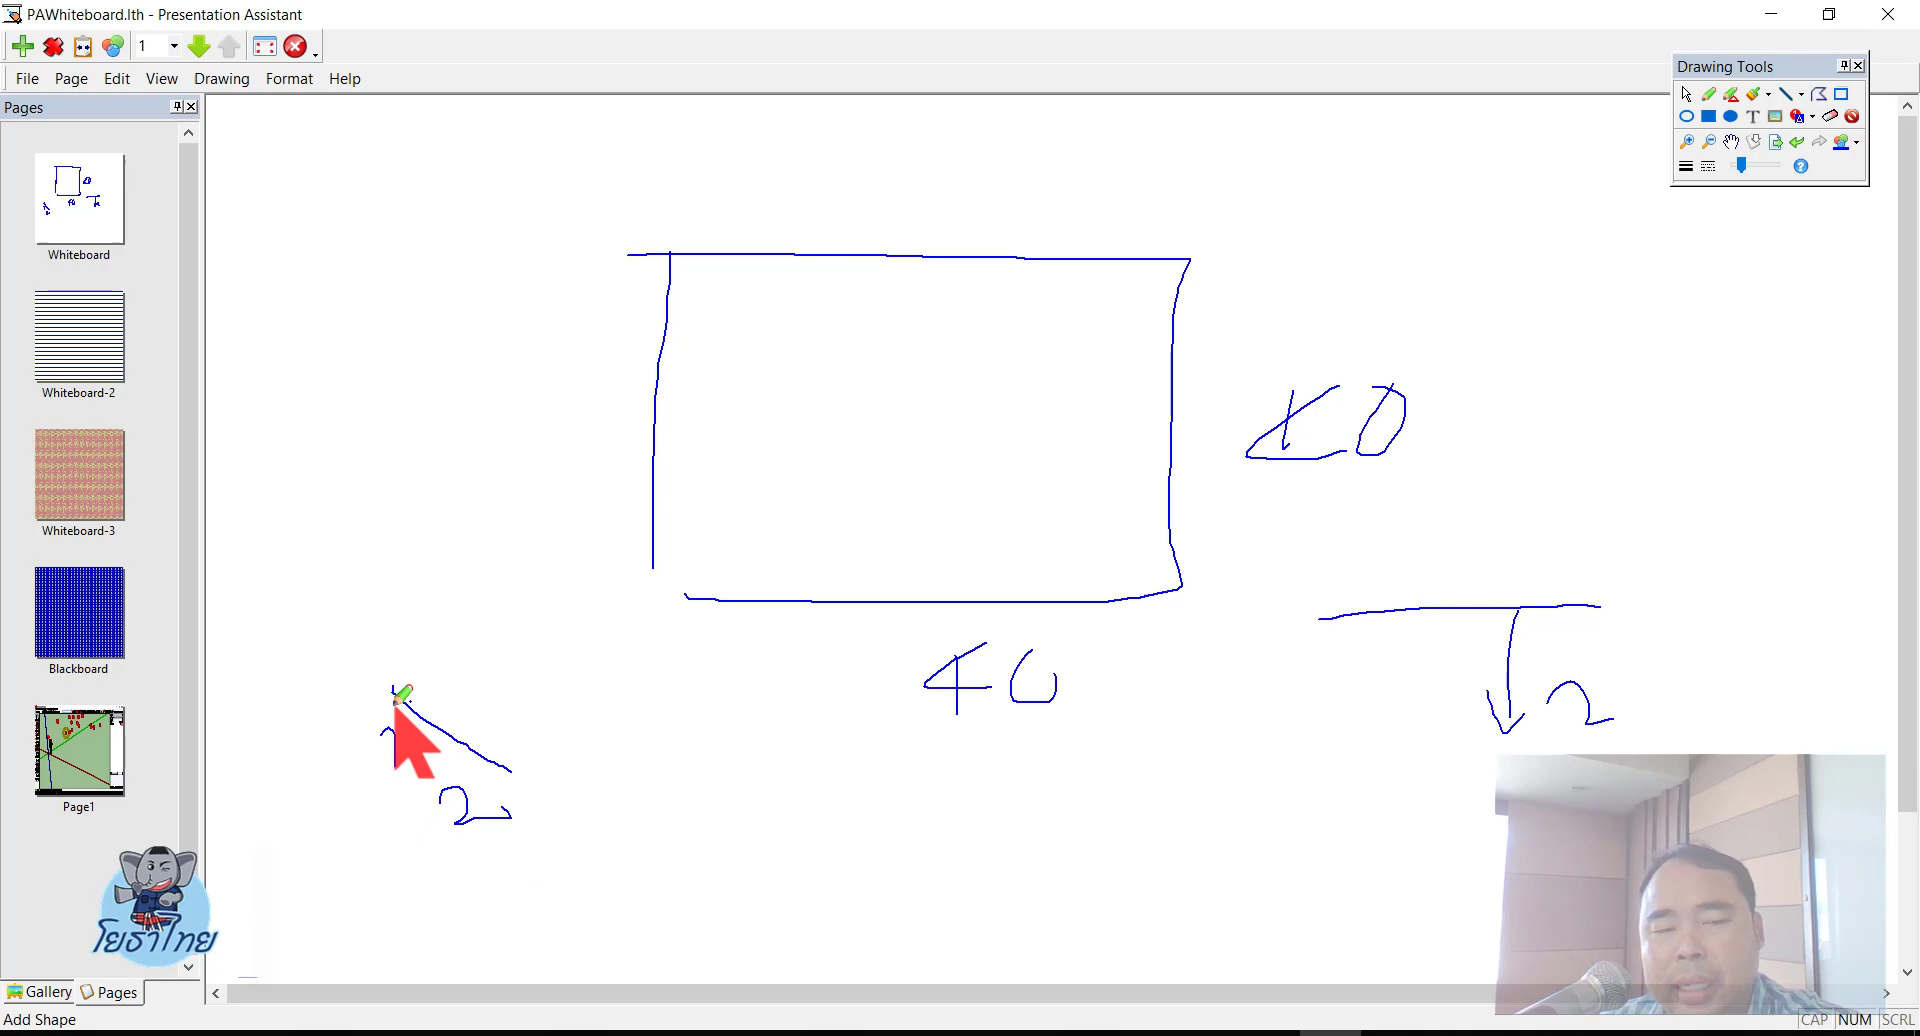 PAWhiteboard.lth - Presentation Assistant
1
File Page Edit View Drawing Format Help
Pages
Whiteboard
Whiteboard-2
Whiteboard-3
Blackboard
Page1
Drawing Tools
40
40
2
2
โยธาไทย
Gallery Pages
Add Shape
CAP NUM SCRL